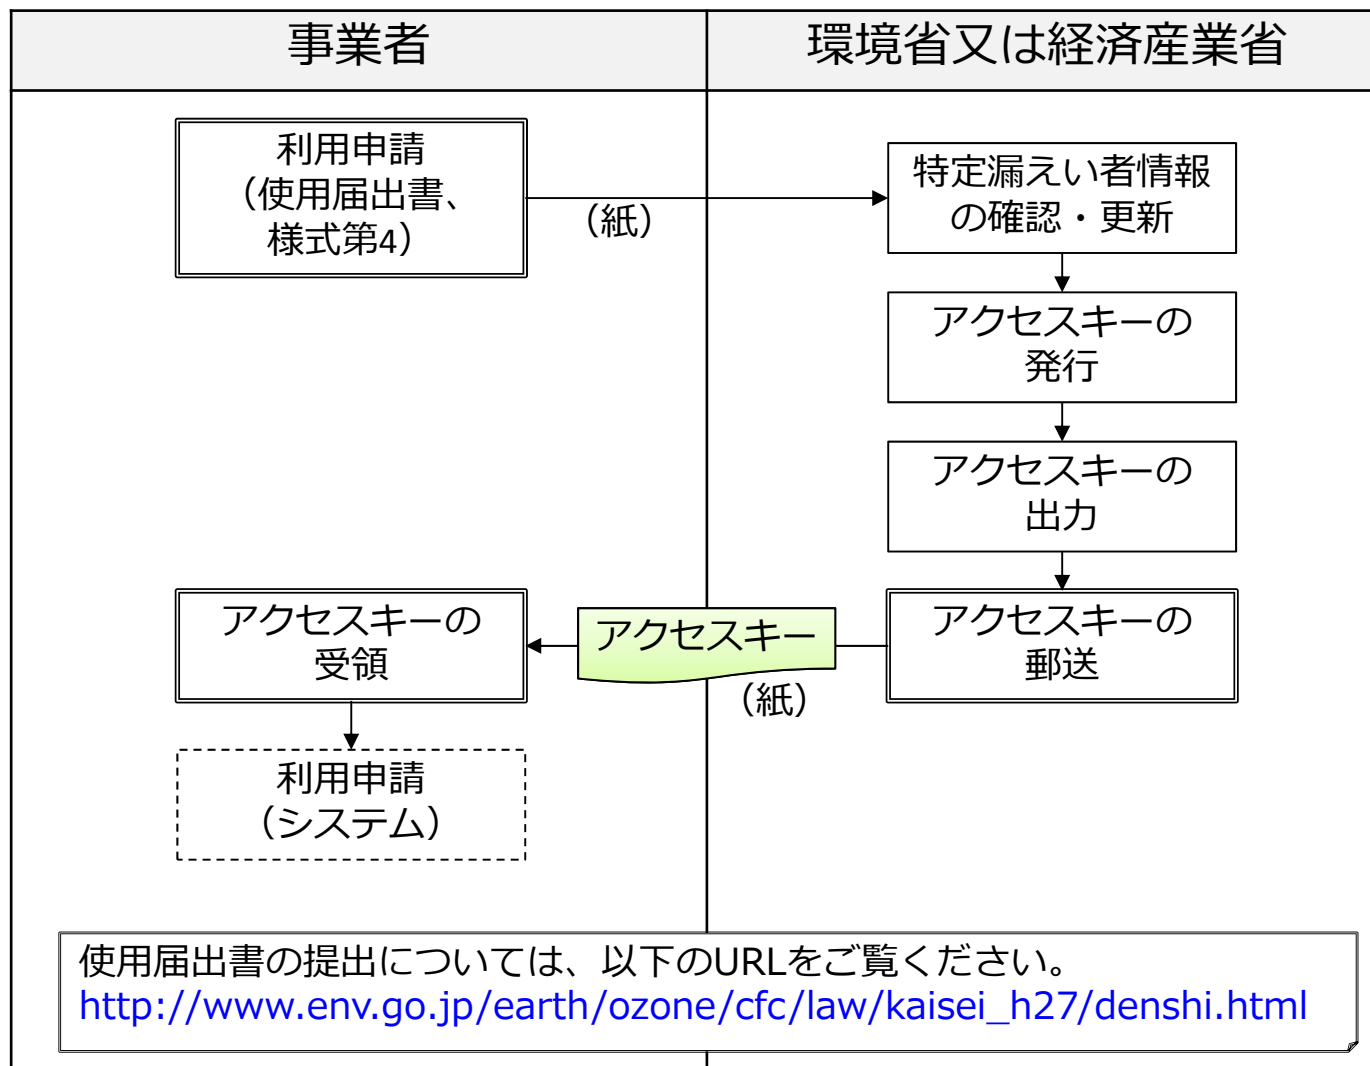 事業者
環境省又は経済産業省
利用申請
（使用届出書、
様式第4）
（紙）
特定漏えい者情報
の確認・更新
アクセスキーの
発行
アクセスキーの
出力
アクセスキーの
郵送
アクセスキー
（紙）
アクセスキーの
受領
利用申請
（システム）
使用届出書の提出については、以下のURLをご覧ください。
http://www.env.go.jp/earth/ozone/cfc/law/kaisei_h27/denshi.html